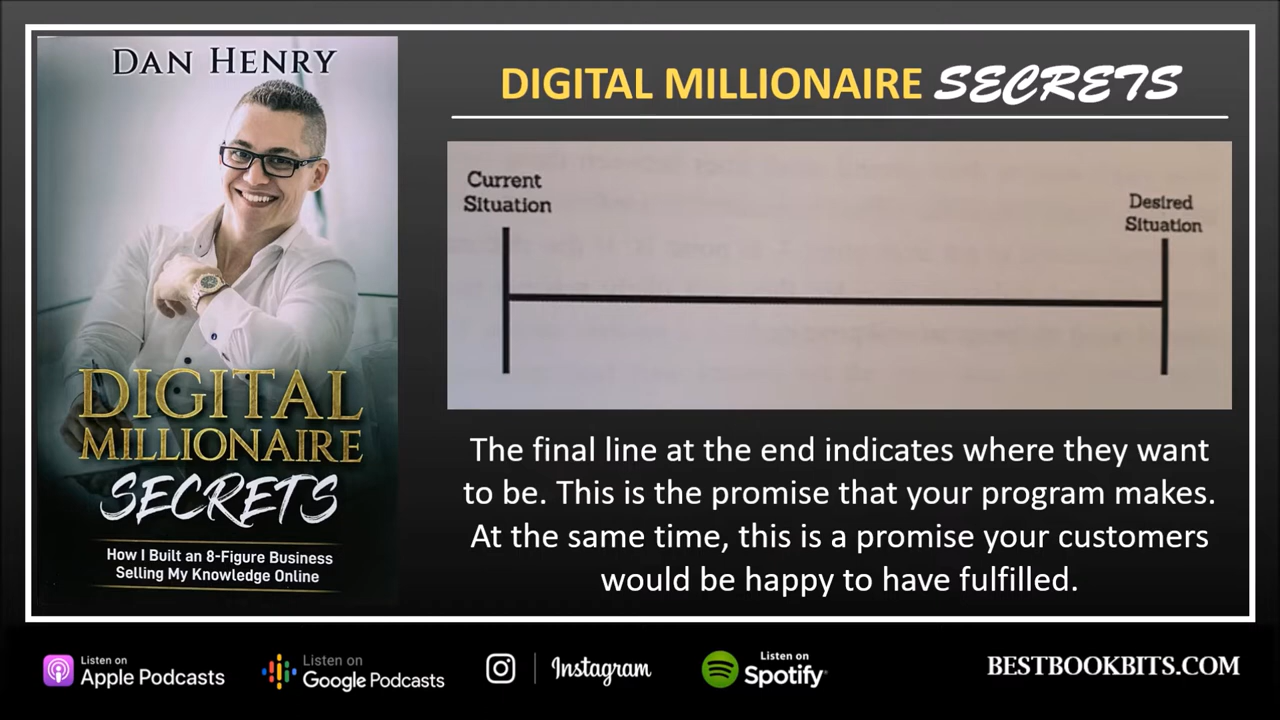 DAN HENRY
DIGITAL
MILLIONAIRE
SECRETS
How I Built an 8-Figure Business
Selling My Knowledge Online
DIGITAL MILLIONAIRE SECRETS
Current
Situation
Desired
Situation
The final line at the end indicates where they want
to be. This is the promise that your program makes.
At the same time, this is a promise your customers
would be happy to have fulfilled.
Listen on
Apple Podcasts
Listen on
Google Podcasts
Instagram
Listen on
Spotify
BESTBOOKBITS.COM